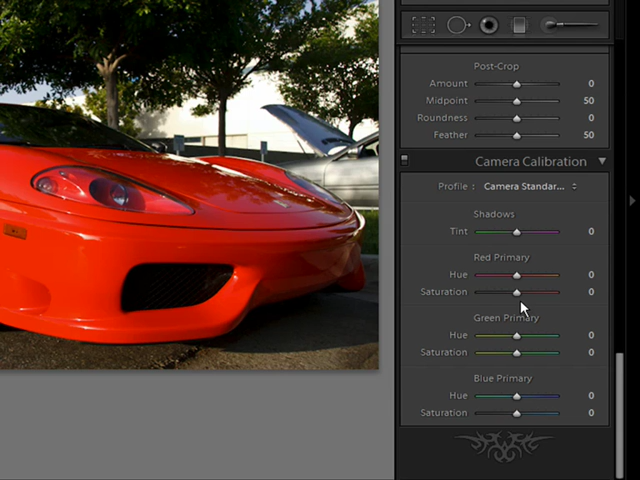 Post-Crop
Amount 0
Midpoint 50
Roundness 0
Feather 50
Camera Calibration
Profile : Camera Standar...
Shadows
Tint 0
Red Primary
Hue 0
Saturation 0
Green Primary
Hue 0
Saturation 0
Blue Primary
Hue 0
Saturation 0